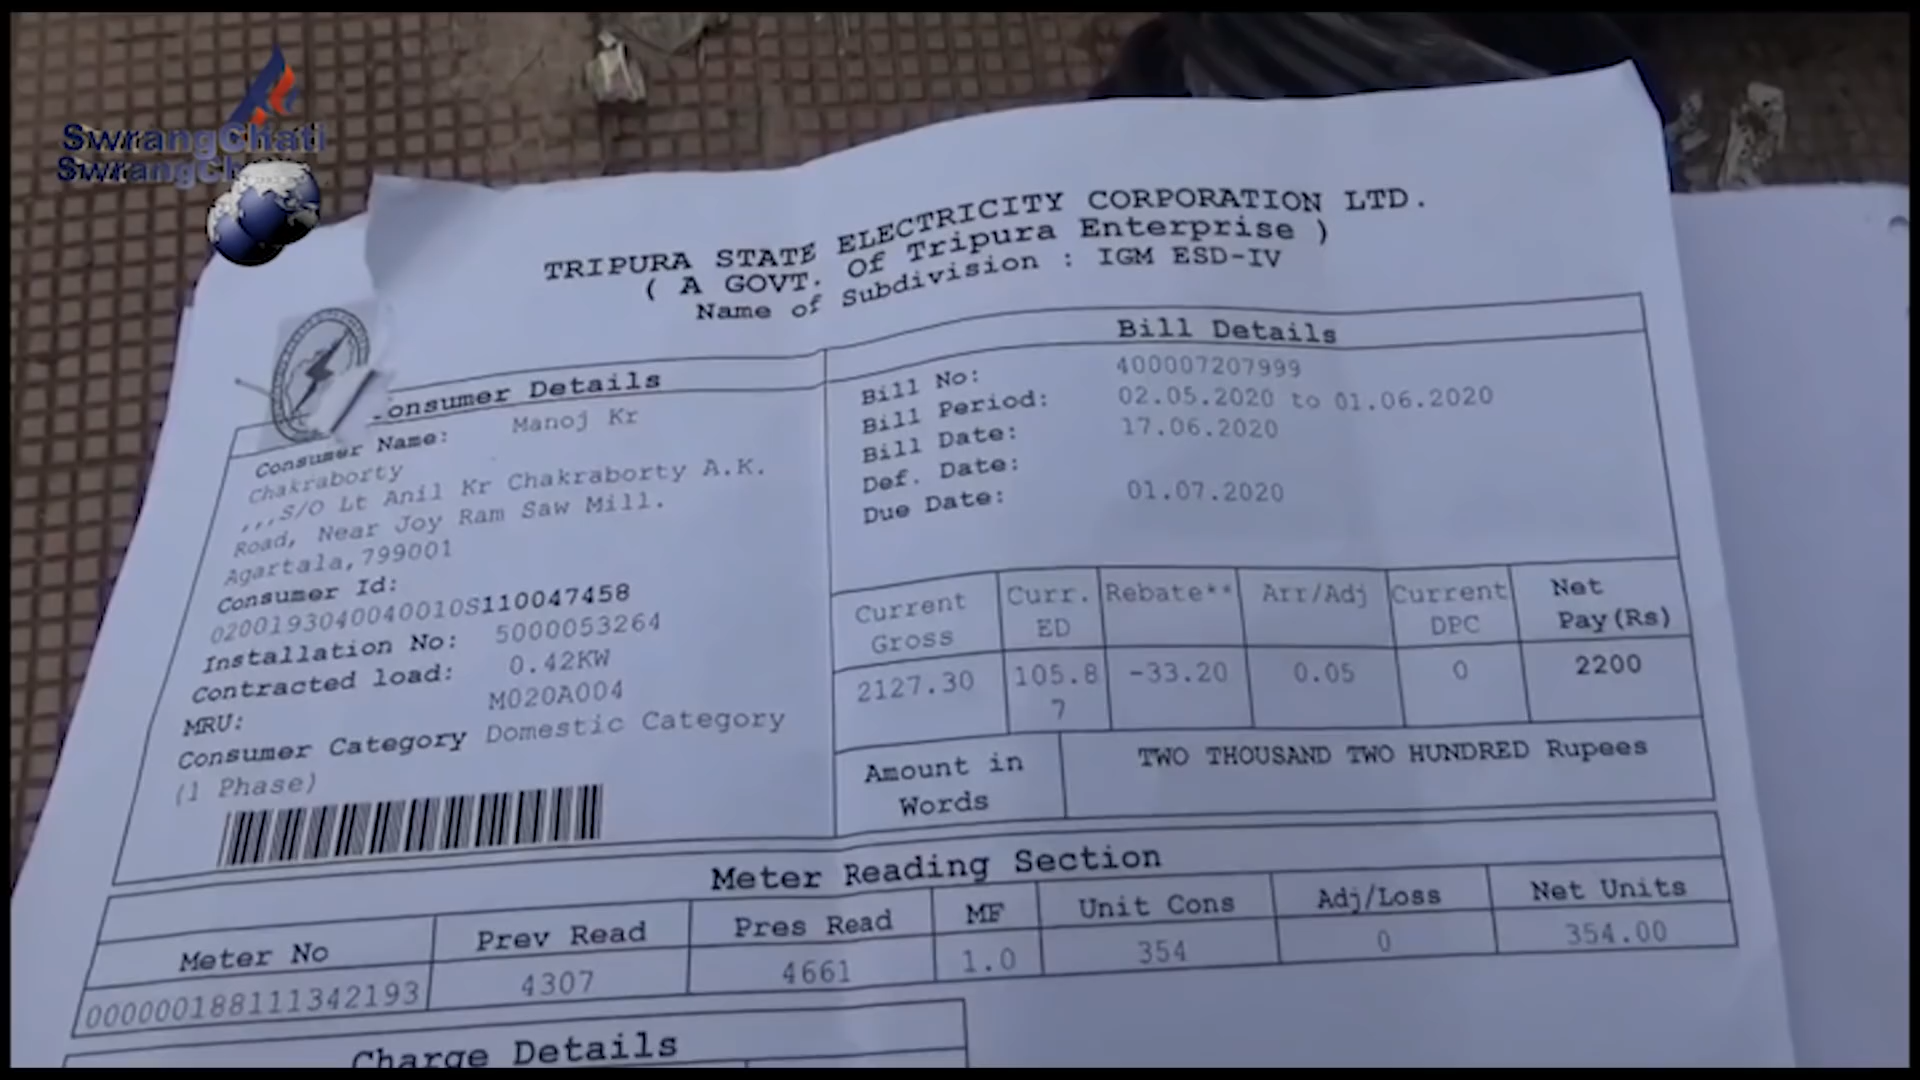 SwrangChati
SwrangCh
TRIPURA STATE ELECTRICITY CORPORATION LTD.
( A GOVT. Of Tripura Enterprise )
Name of Subdivision : IGM ESD-IV
Consumer Details
Consumer Name: Manoj Kr
Chakraborty
,,,S/O Lt Anil Kr Chakraborty A.K.
Road, Near Joy Ram Saw Mill.
Agartala,799001
Consumer Id:
0200193040040010S110047458
Installation No: 5000053264
Contracted load: 0.42KW
MRU: M020A004
Consumer Category Domestic Category
(1 Phase)
Bill Details
Bill No: 400007207999
Bill Period: 02.05.2020 to 01.06.2020
Bill Date: 17.06.2020
Def. Date:
Due Date: 01.07.2020
Current Gross Curr. ED Rebate** Arr/Adj Current DPC Net Pay(Rs)
2127.30 105.87 -33.20 0.05 0 2200
Amount in Words TWO THOUSAND TWO HUNDRED Rupees
Meter Reading Section
Meter No Prev Read Pres Read MF Unit Cons Adj/Loss Net Units
000000188111342193 4307 4661 1.0 354 0 354.00
Charge Details